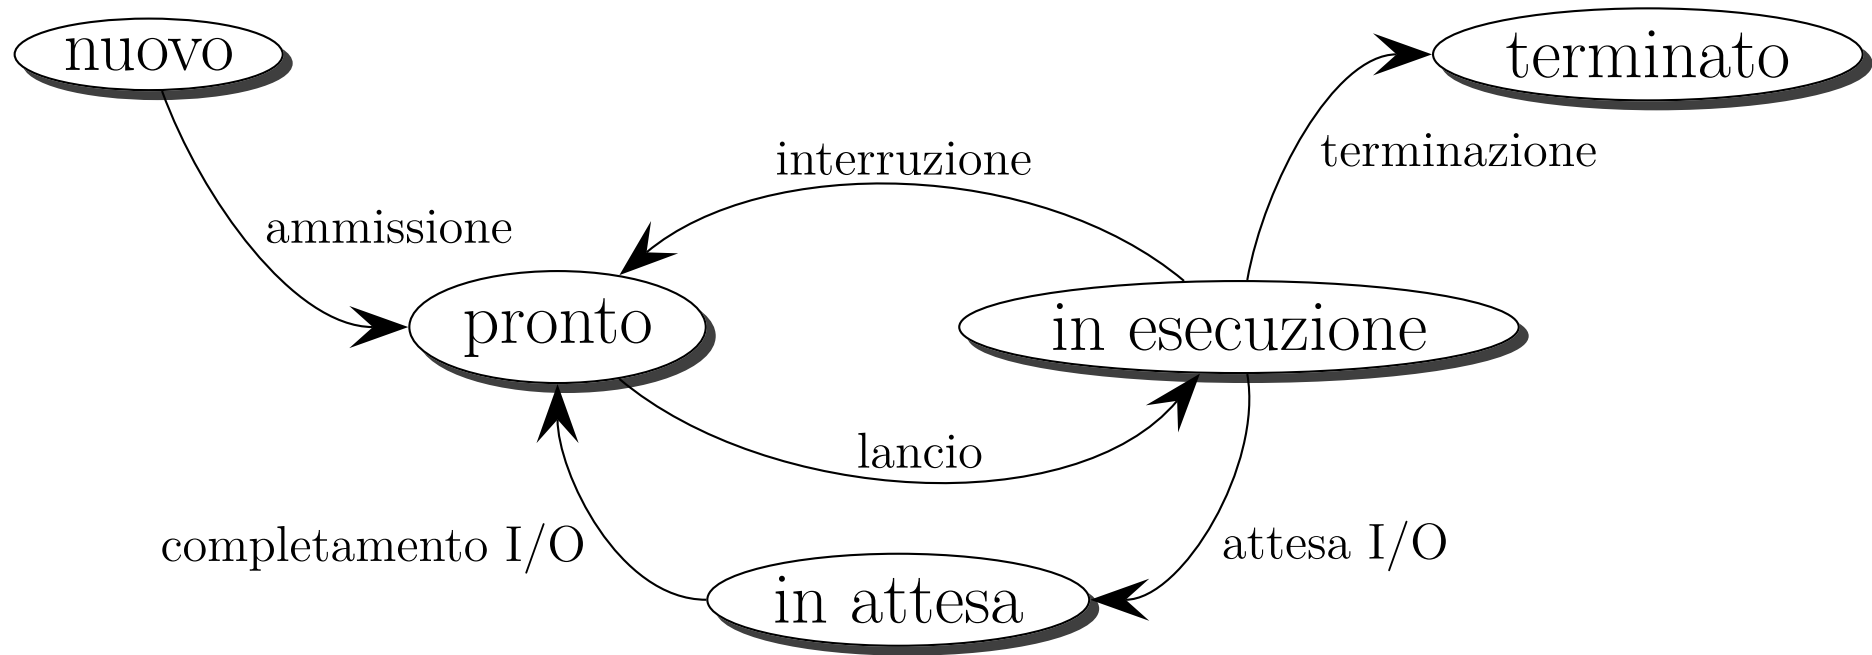 nuovo
terminato
interruzione
terminazione
ammissione
pronto
in esecuzione
lancio
completamento I/O
attesa I/O
in attesa